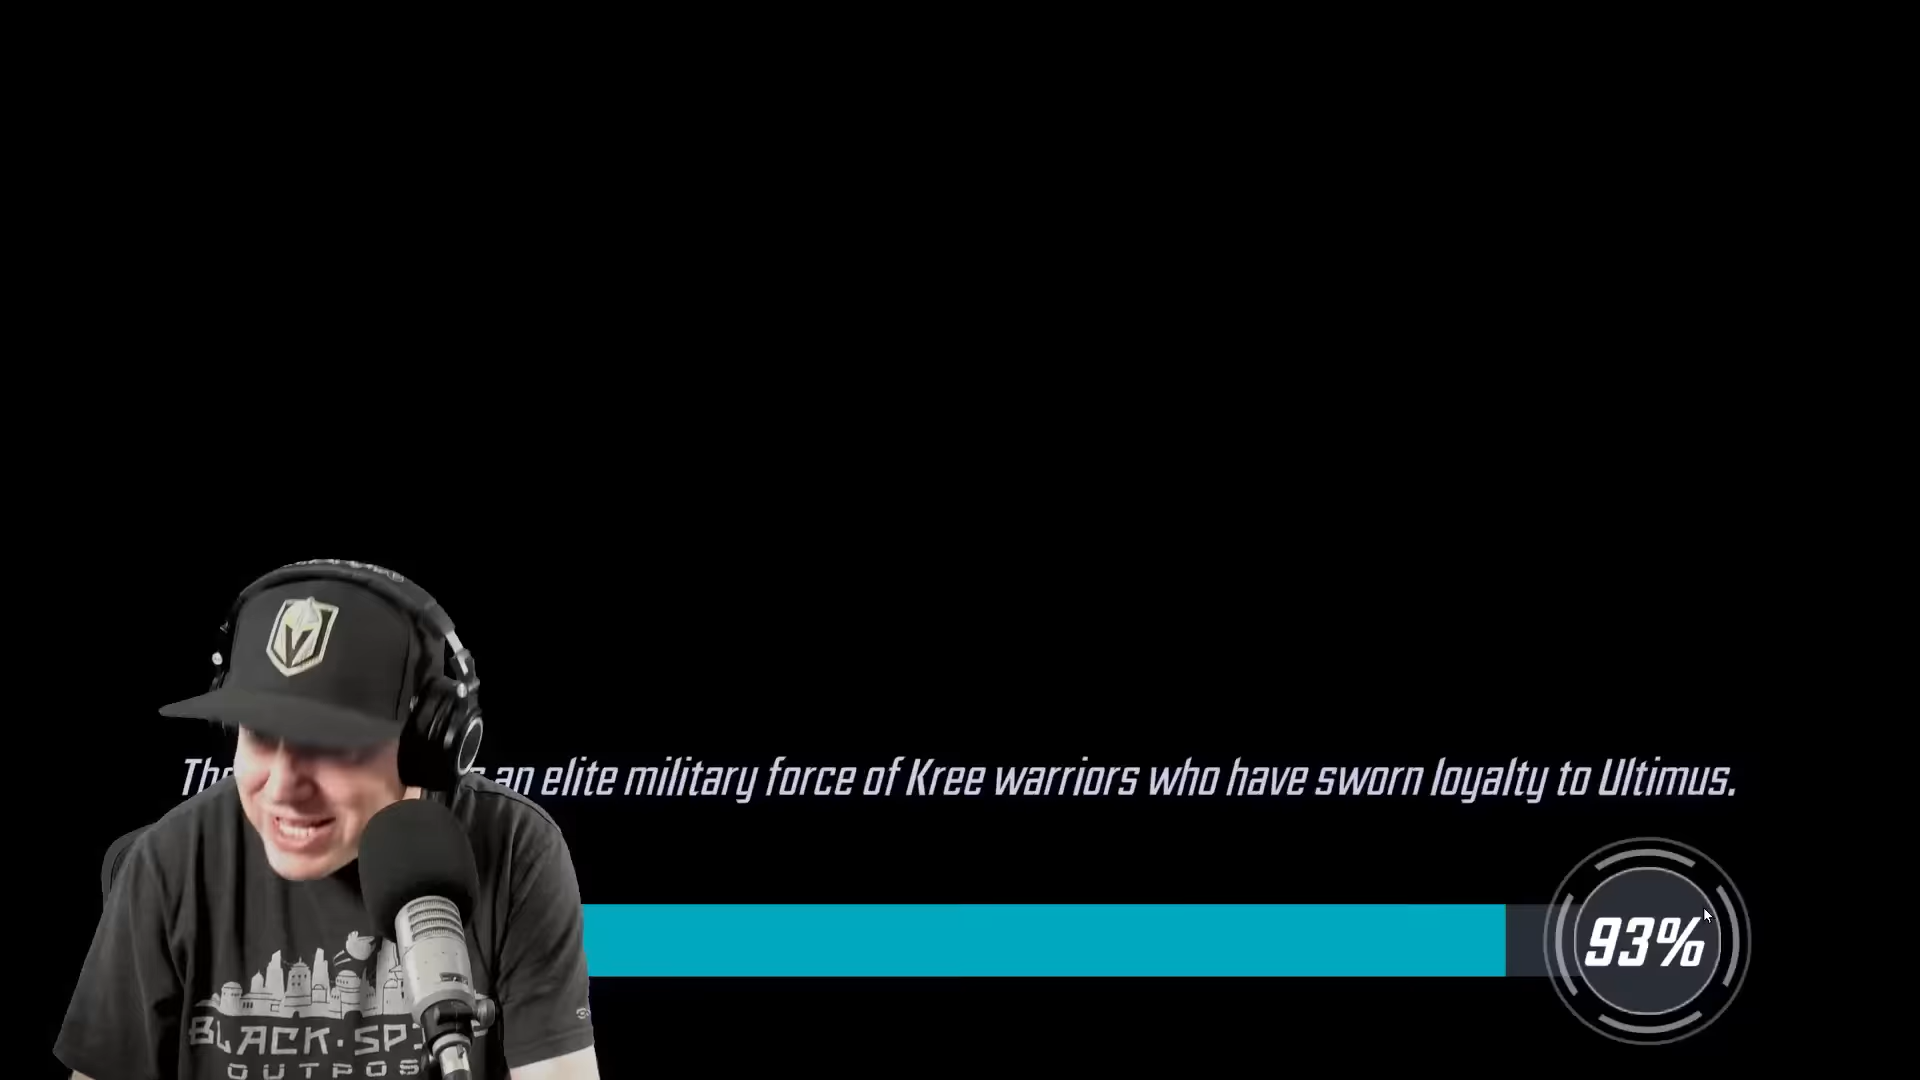 an elite military force of Kree warriors who have sworn loyalty to Ultimus.
93%
BLACK·SP
OUTPOS